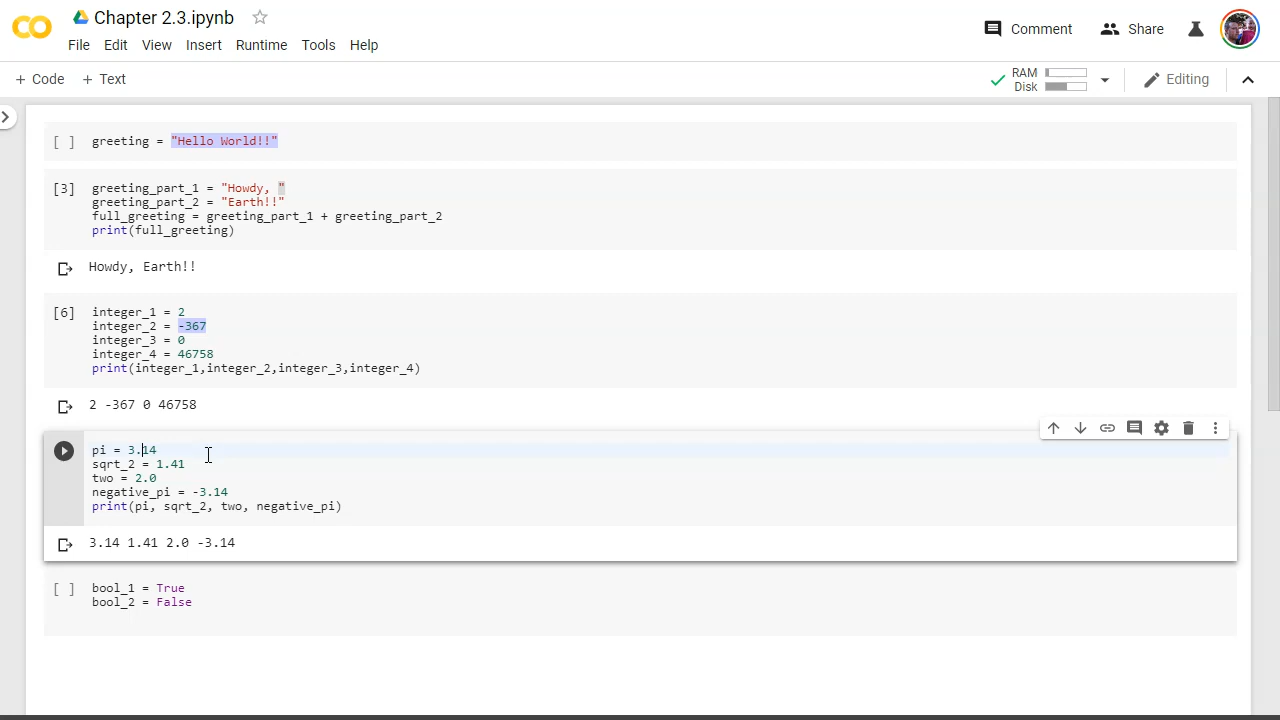 CO
Chapter 2.3.ipynb
File Edit View Insert Runtime Tools Help
Comment Share
+ Code + Text
RAM
Disk
Editing
[ ] greeting = "Hello World!!"
[3] greeting_part_1 = "Howdy, "
greeting_part_2 = "Earth!!"
full_greeting = greeting_part_1 + greeting_part_2
print(full_greeting)
Howdy, Earth!!
[6] integer_1 = 2
integer_2 = -367
integer_3 = 0
integer_4 = 46758
print(integer_1,integer_2,integer_3,integer_4)
2 -367 0 46758
pi = 3.14
sqrt_2 = 1.41
two = 2.0
negative_pi = -3.14
print(pi, sqrt_2, two, negative_pi)
3.14 1.41 2.0 -3.14
[ ] bool_1 = True
bool_2 = False